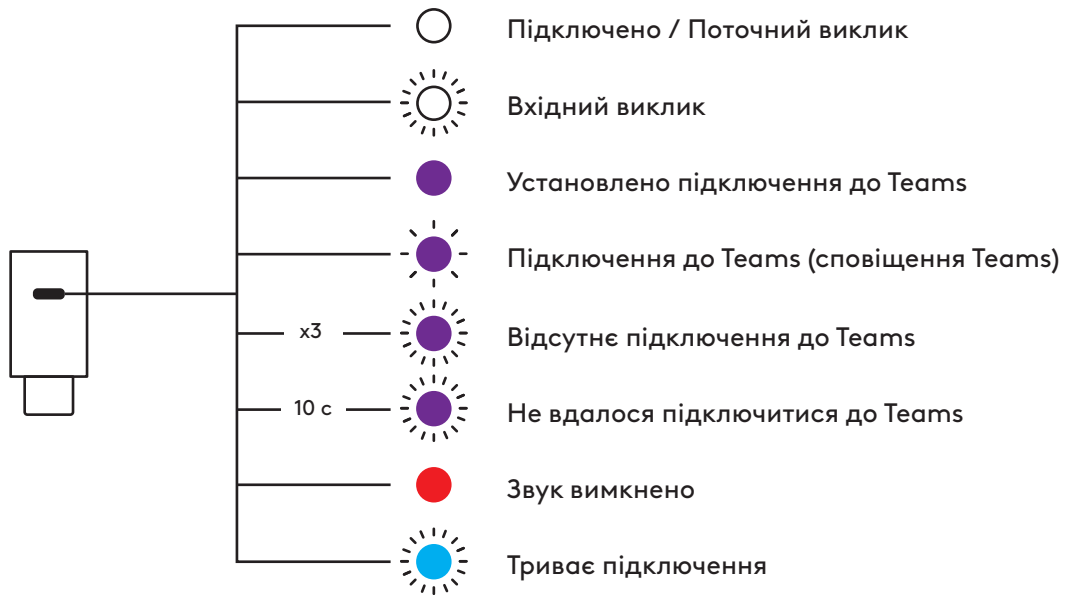 Підключено / Поточний виклик
Вхідний виклик
Установлено підключення до Teams
Підключення до Teams (сповіщення Teams)
x3 Відсутнє підключення до Teams
10 с Не вдалося підключитися до Teams
Звук вимкнено
Триває підключення